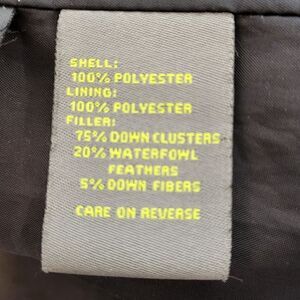 SHELL:
100% POLYESTER
LINING:
100% POLYESTER
FILLER:
75% DOWN CLUSTERS
20% WATERFOWL
FEATHERS
5% DOWN FIBERS
CARE ON REVERSE